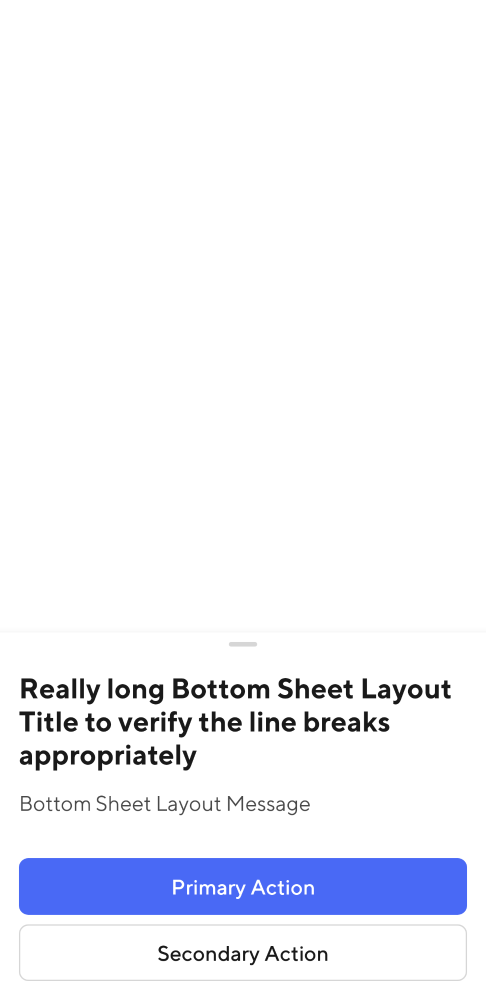 Really long Bottom Sheet Layout
Title to verify the line breaks
appropriately
Bottom Sheet Layout Message
Primary Action
Secondary Action